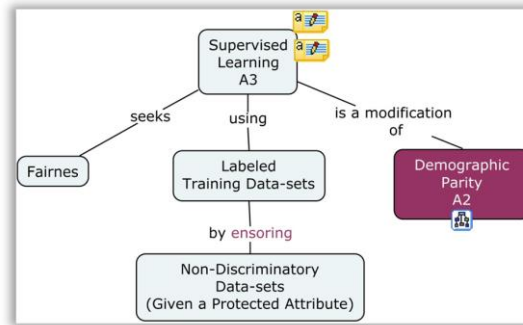 a
a
Supervised
Learning
A3
seeks
using
is a modification
of
Fairnes
Labeled
Training Data-sets
Demographic
Parity
A2
by ensoring
Non-Discriminatory
Data-sets
(Given a Protected Attribute)